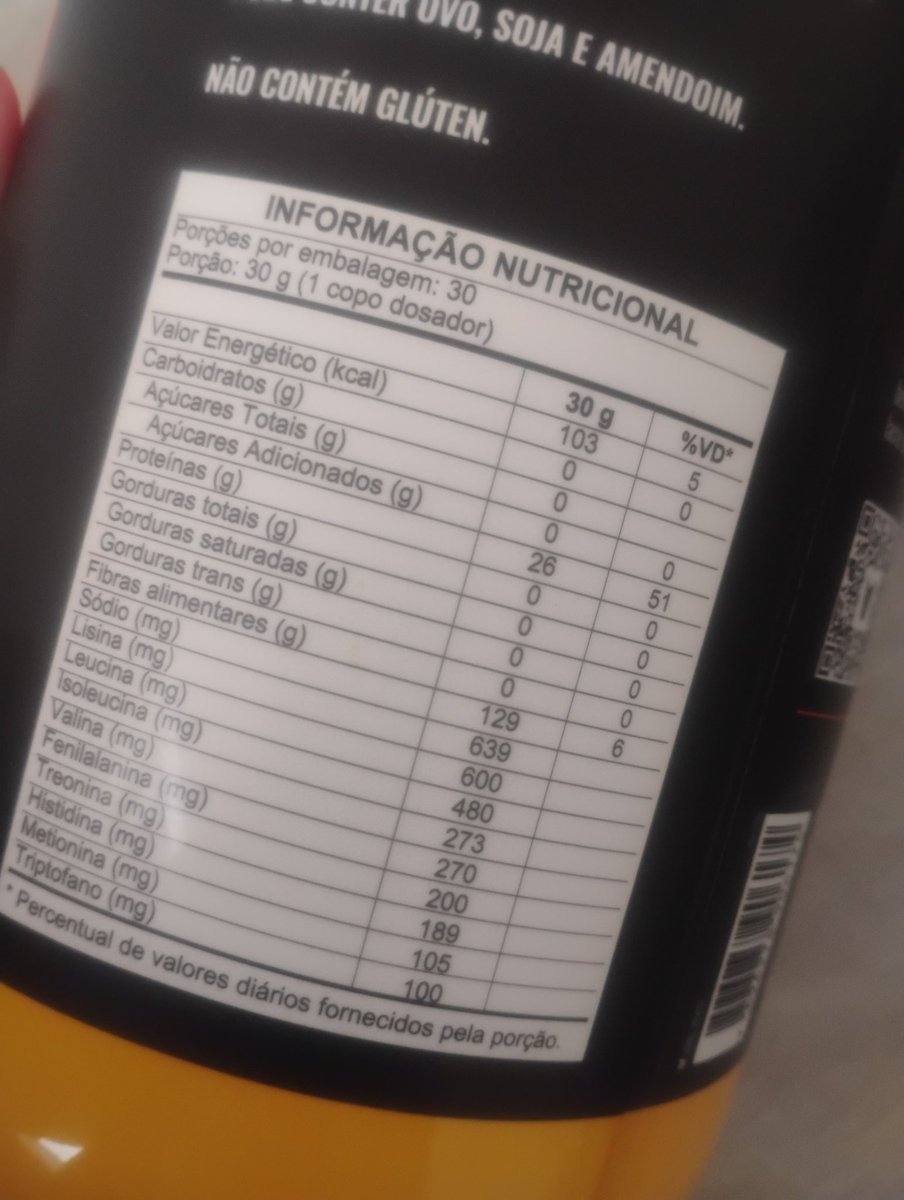 OVO, SOJA E AMENDOIM.
NÃO CONTÉM GLÚTEN.
INFORMAÇÃO NUTRICIONAL
Porções por embalagem: 30
Porção: 30 g (1 copo dosador)
30 g %VD*
Valor Energético (kcal) 103 5
Carboidratos (g) 0 0
Açúcares Totais (g) 0
Açúcares Adicionados (g) 0 0
Proteínas (g) 26 51
Gorduras totais (g) 0 0
Gorduras saturadas (g) 0 0
Gorduras trans (g) 0 0
Fibras alimentares (g) 0 0
Sódio (mg) 129 6
Lisina (mg) 639
Leucina (mg) 600
Isoleucina (mg) 480
Valina (mg) 273
Fenilalanina (mg) 270
Treonina (mg) 200
Histidina (mg) 189
Metionina (mg) 105
Triptofano (mg) 100
* Percentual de valores diários fornecidos pela porção.